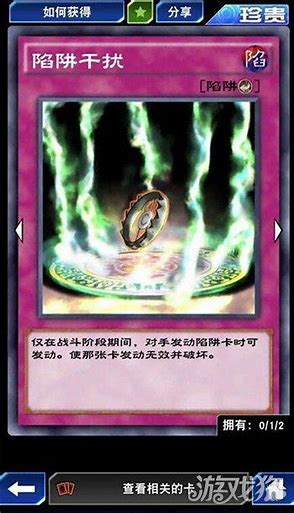 如何获得
分享
珍贵
陷阱干扰
陷
[陷阱]
仅在战斗阶段期间，对手发动陷阱卡时可
发动。使那张卡发动无效并破坏。
拥有：0/1/2
查看相关的卡
游戏狗